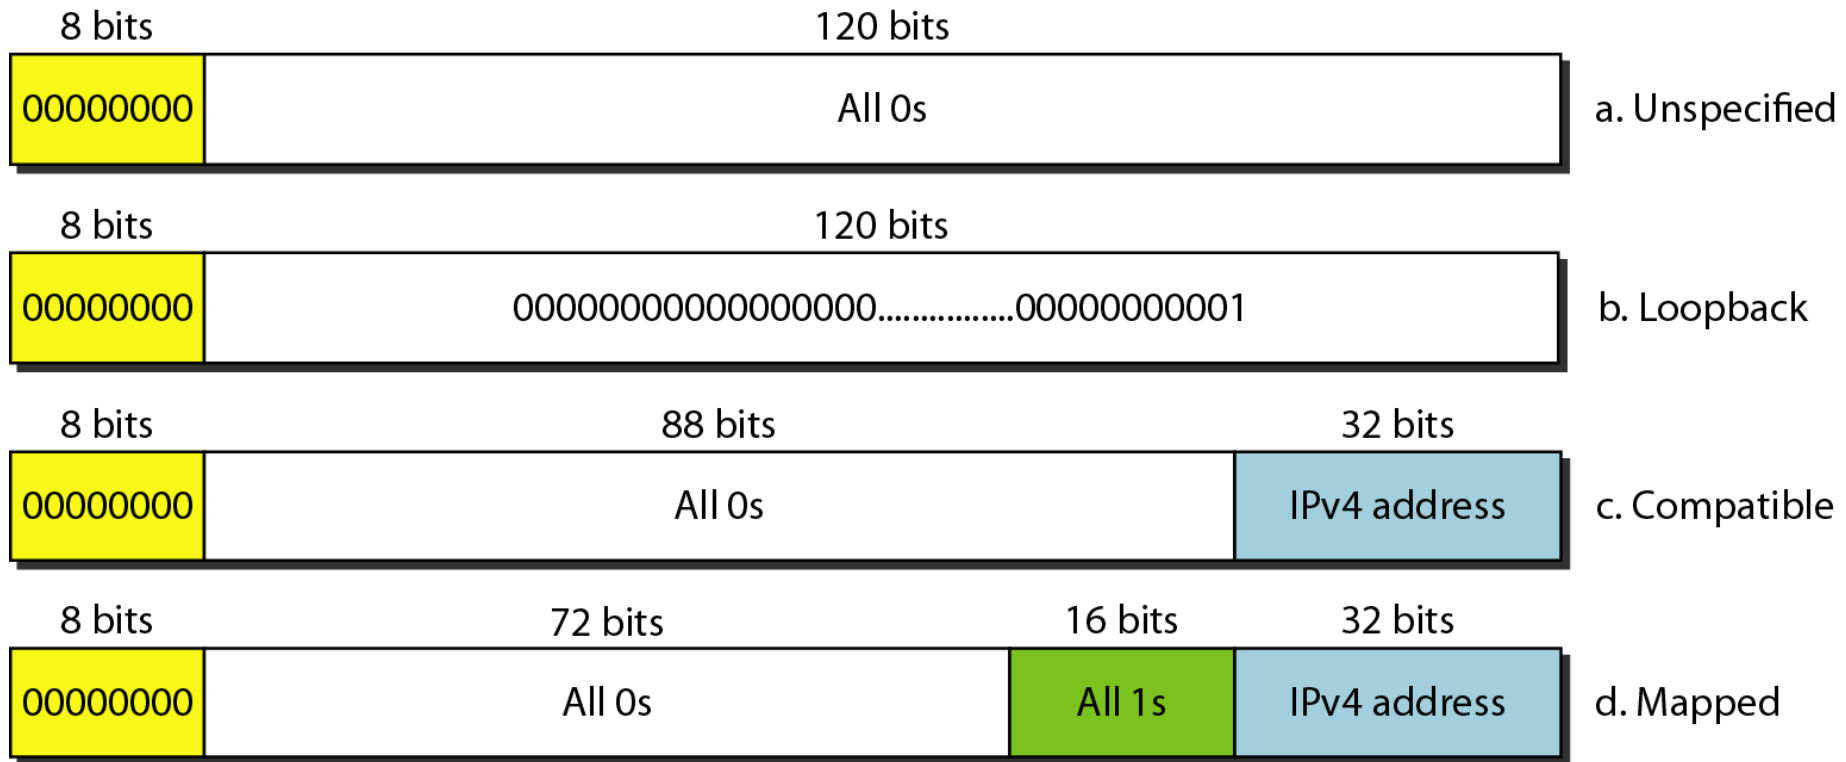 8 bits 120 bits
00000000 All 0s a. Unspecified
8 bits 120 bits
00000000 00000000000000000................00000000001 b. Loopback
8 bits 88 bits 32 bits
00000000 All 0s IPv4 address c. Compatible
8 bits 72 bits 16 bits 32 bits
00000000 All 0s All 1s IPv4 address d. Mapped